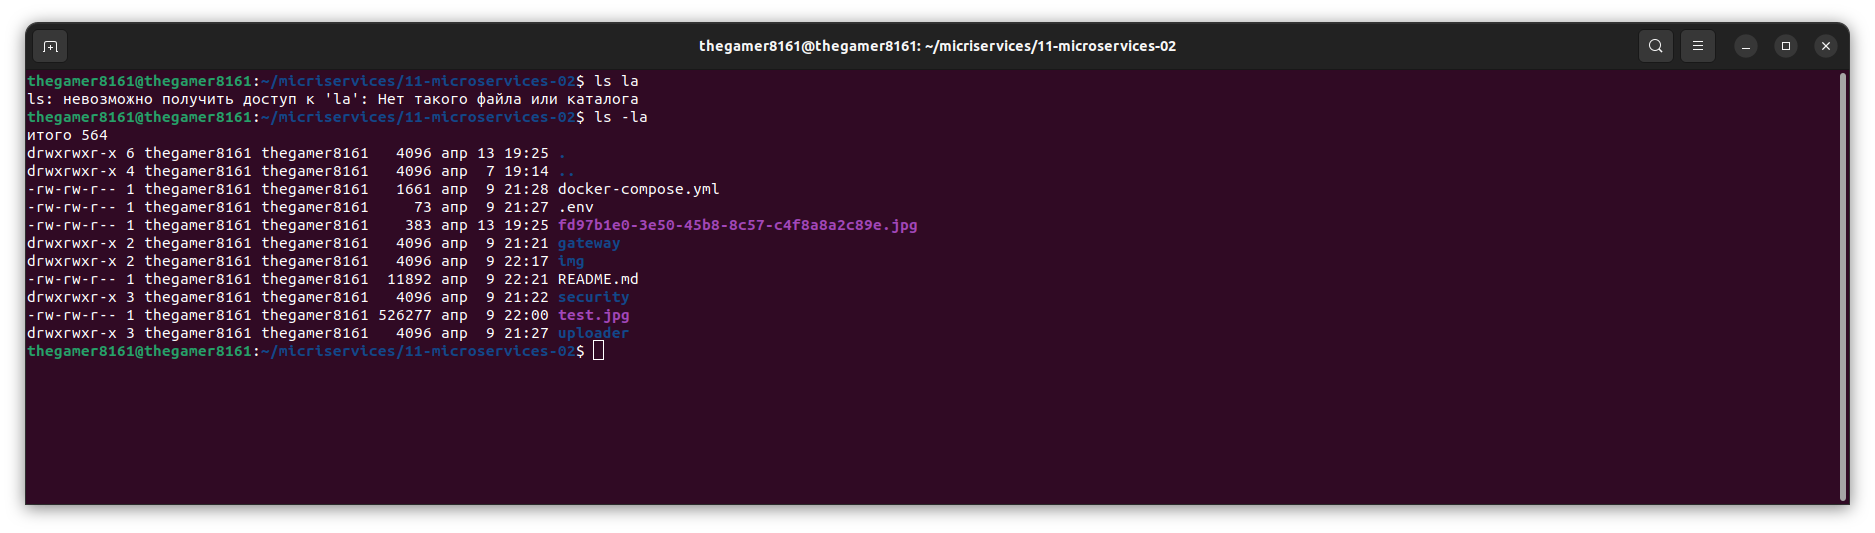 thegamer8161@thegamer8161: ~/micriservices/11-microservices-02
thegamer8161@thegamer8161:~/micriservices/11-microservices-02$ ls la
ls: невозможно получить доступ к 'la': Нет такого файла или каталога
thegamer8161@thegamer8161:~/micriservices/11-microservices-02$ ls -la
итого 564
drwxrwxr-x 6 thegamer8161 thegamer8161   4096 апр 13 19:25 .
drwxrwxr-x 4 thegamer8161 thegamer8161   4096 апр  7 19:14 ..
-rw-rw-r-- 1 thegamer8161 thegamer8161   1661 апр  9 21:28 docker-compose.yml
-rw-rw-r-- 1 thegamer8161 thegamer8161     73 апр  9 21:27 .env
-rw-rw-r-- 1 thegamer8161 thegamer8161    383 апр 13 19:25 fd97b1e0-3e50-45b8-8c57-c4f8a8a2c89e.jpg
drwxrwxr-x 2 thegamer8161 thegamer8161   4096 апр  9 21:21 gateway
drwxrwxr-x 2 thegamer8161 thegamer8161   4096 апр  9 22:17 img
-rw-rw-r-- 1 thegamer8161 thegamer8161  11892 апр  9 22:21 README.md
drwxrwxr-x 3 thegamer8161 thegamer8161   4096 апр  9 21:22 security
-rw-rw-r-- 1 thegamer8161 thegamer8161 526277 апр  9 22:00 test.jpg
drwxrwxr-x 3 thegamer8161 thegamer8161   4096 апр  9 21:27 uploader
thegamer8161@thegamer8161:~/micriservices/11-microservices-02$